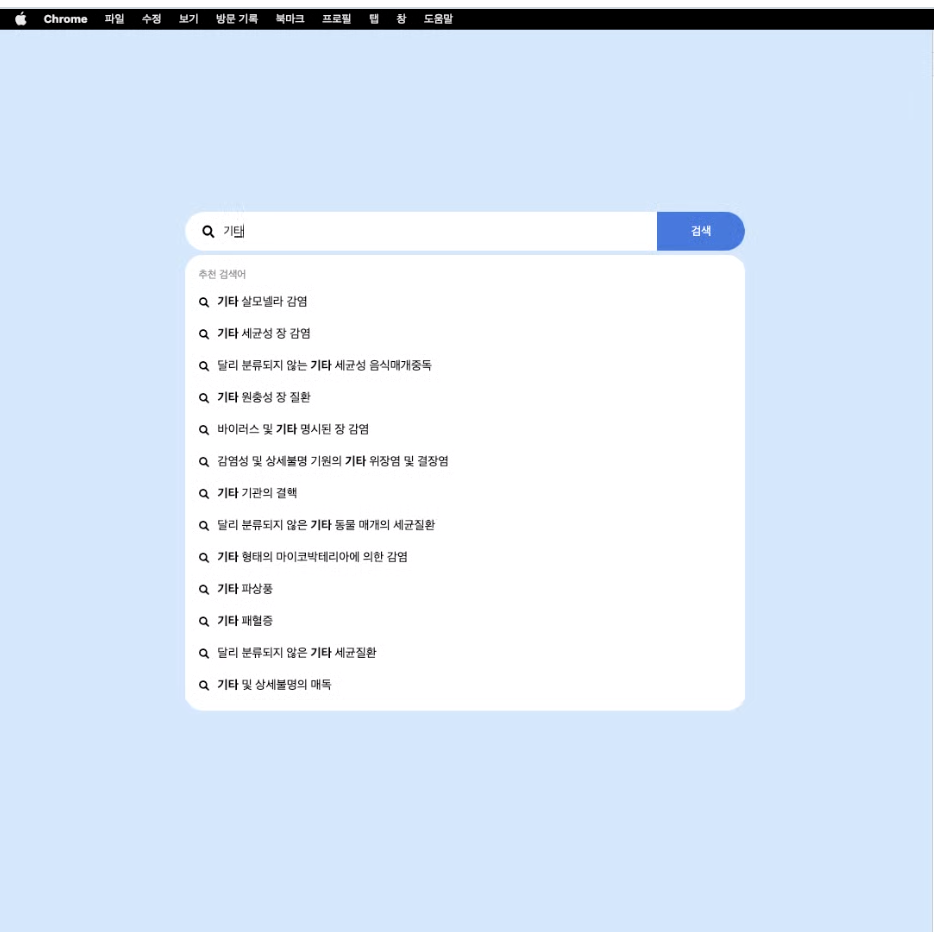 Chrome 파일 수정 보기 방문 기록 북마크 프로필 탭 창 도움말
기태 검색
추천 검색어
기타 살모넬라 감염
기타 세균성 장 감염
달리 분류되지 않는 기타 세균성 음식매개중독
기타 원충성 장 질환
바이러스 및 기타 명시된 장 감염
감염성 및 상세불명 기원의 기타 위장염 및 결장염
기타 기관의 결핵
달리 분류되지 않은 기타 동물 매개의 세균질환
기타 형태의 마이코박테리아에 의한 감염
기타 파상풍
기타 패혈증
달리 분류되지 않은 기타 세균질환
기타 및 상세불명의 매독